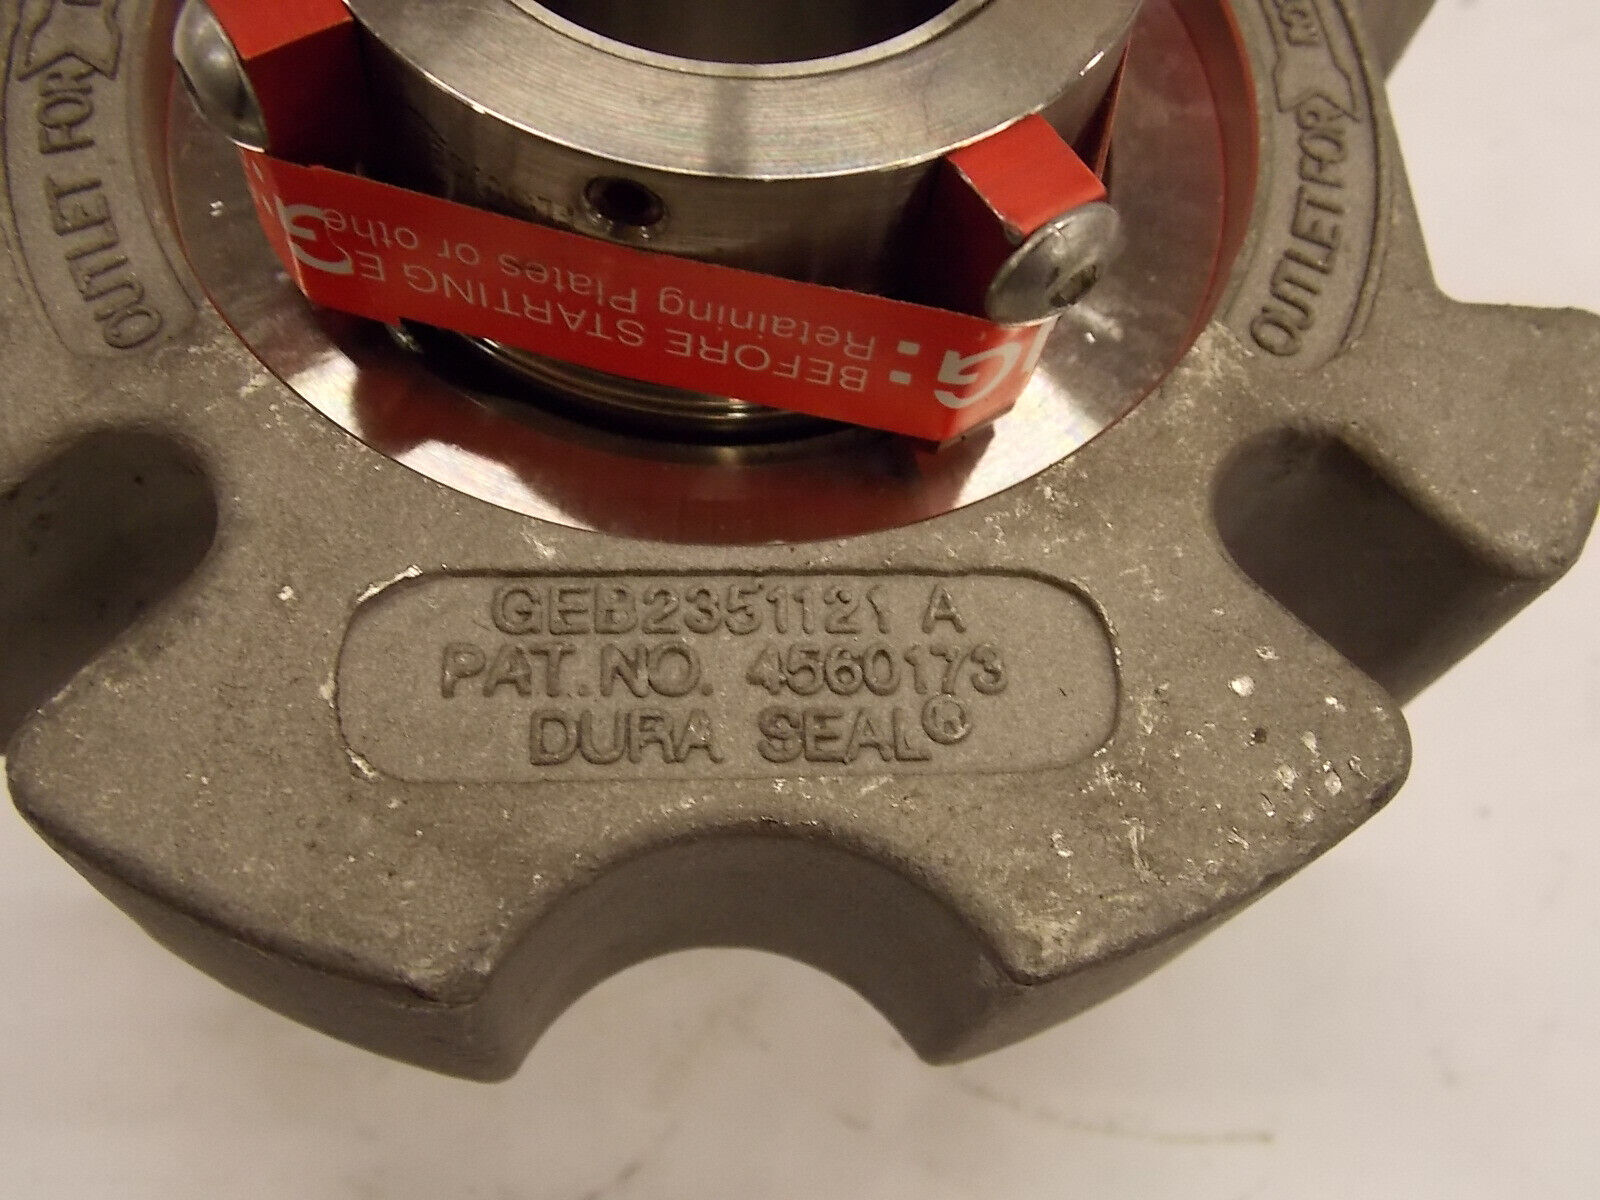 OUTLET FOR
OUTLET FOR
BEFORE STARTING E
Retaining Plates or othe
GEB2351121 A
PAT. NO. 4560173
DURA SEAL®